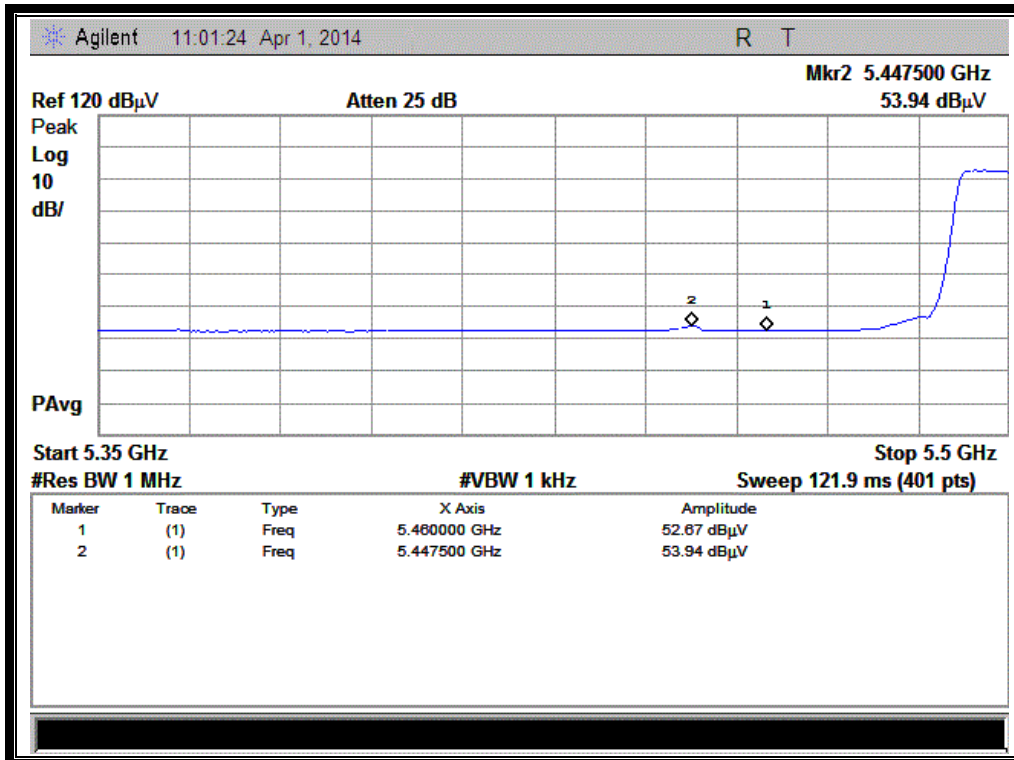 Agilent 11:01:24 Apr 1, 2014 R T
Mkr2 5.447500 GHz
Ref 120 dBµV Atten 25 dB 53.94 dBµV
Peak
Log
10
dB/
2 1
PAvg
Start 5.35 GHz Stop 5.5 GHz
#Res BW 1 MHz #VBW 1 kHz Sweep 121.9 ms (401 pts)
Marker Trace Type X Axis Amplitude
1 (1) Freq 5.460000 GHz 52.67 dBµV
2 (1) Freq 5.447500 GHz 53.94 dBµV